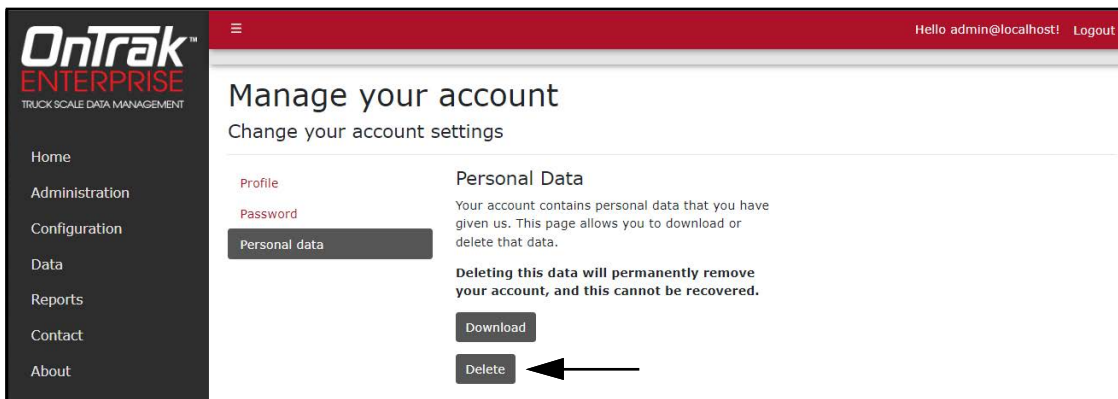 OnTrak™
ENTERPRISE
TRUCK SCALE DATA MANAGEMENT
Home
Administration
Configuration
Data
Reports
Contact
About
☰
Hello admin@localhost! Logout
Manage your account
Change your account settings
Profile
Password
Personal data
Personal Data
Your account contains personal data that you have
given us. This page allows you to download or
delete that data.
Deleting this data will permanently remove
your account, and this cannot be recovered.
Download
Delete